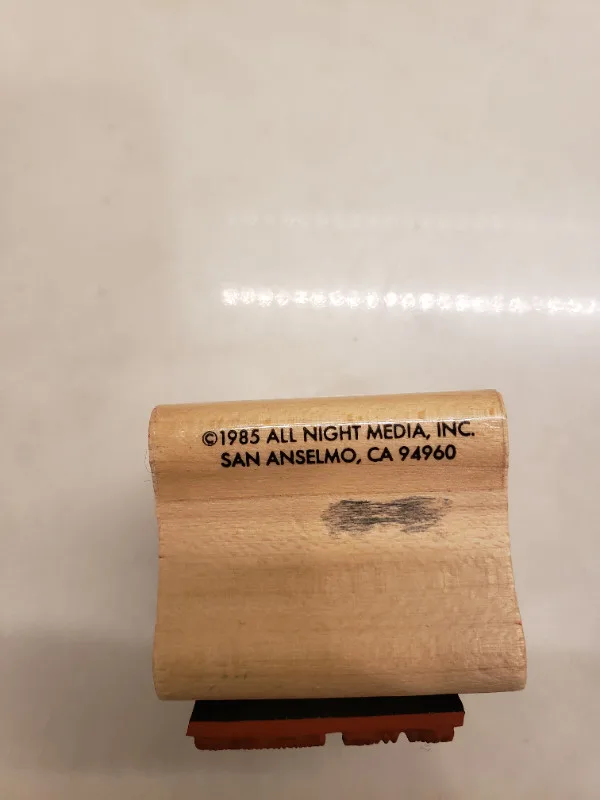 ©1985 ALL NIGHT MEDIA, INC.
SAN ANSELMO, CA 94960